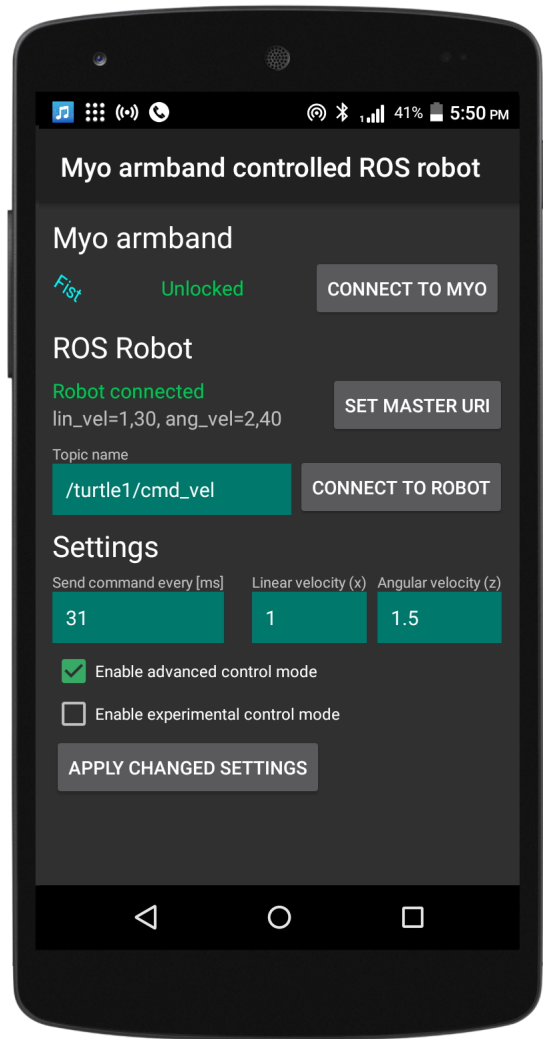 41% 5:50 PM
Myo armband controlled ROS robot
Myo armband
Fist Unlocked CONNECT TO MYO
ROS Robot
Robot connected
lin_vel=1,30, ang_vel=2,40
SET MASTER URI
Topic name
/turtle1/cmd_vel CONNECT TO ROBOT
Settings
Send command every [ms] Linear velocity (x) Angular velocity (z)
31 1 1.5
Enable advanced control mode
Enable experimental control mode
APPLY CHANGED SETTINGS